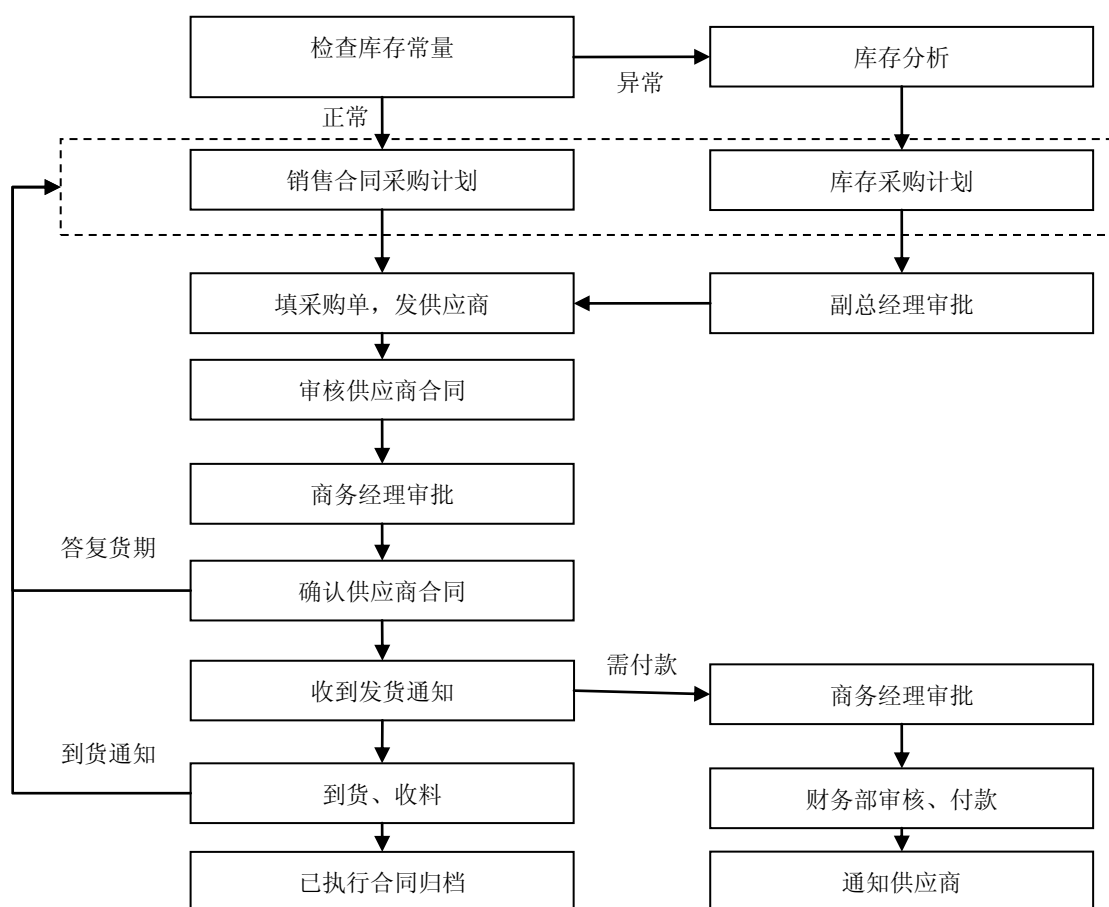 检查库存常量
库存分析
异常
正常
销售合同采购计划
库存采购计划
填采购单，发供应商
副总经理审批
审核供应商合同
商务经理审批
答复货期
确认供应商合同
需付款
收到发货通知
商务经理审批
到货通知
到货、收料
财务部审核、付款
已执行合同归档
通知供应商